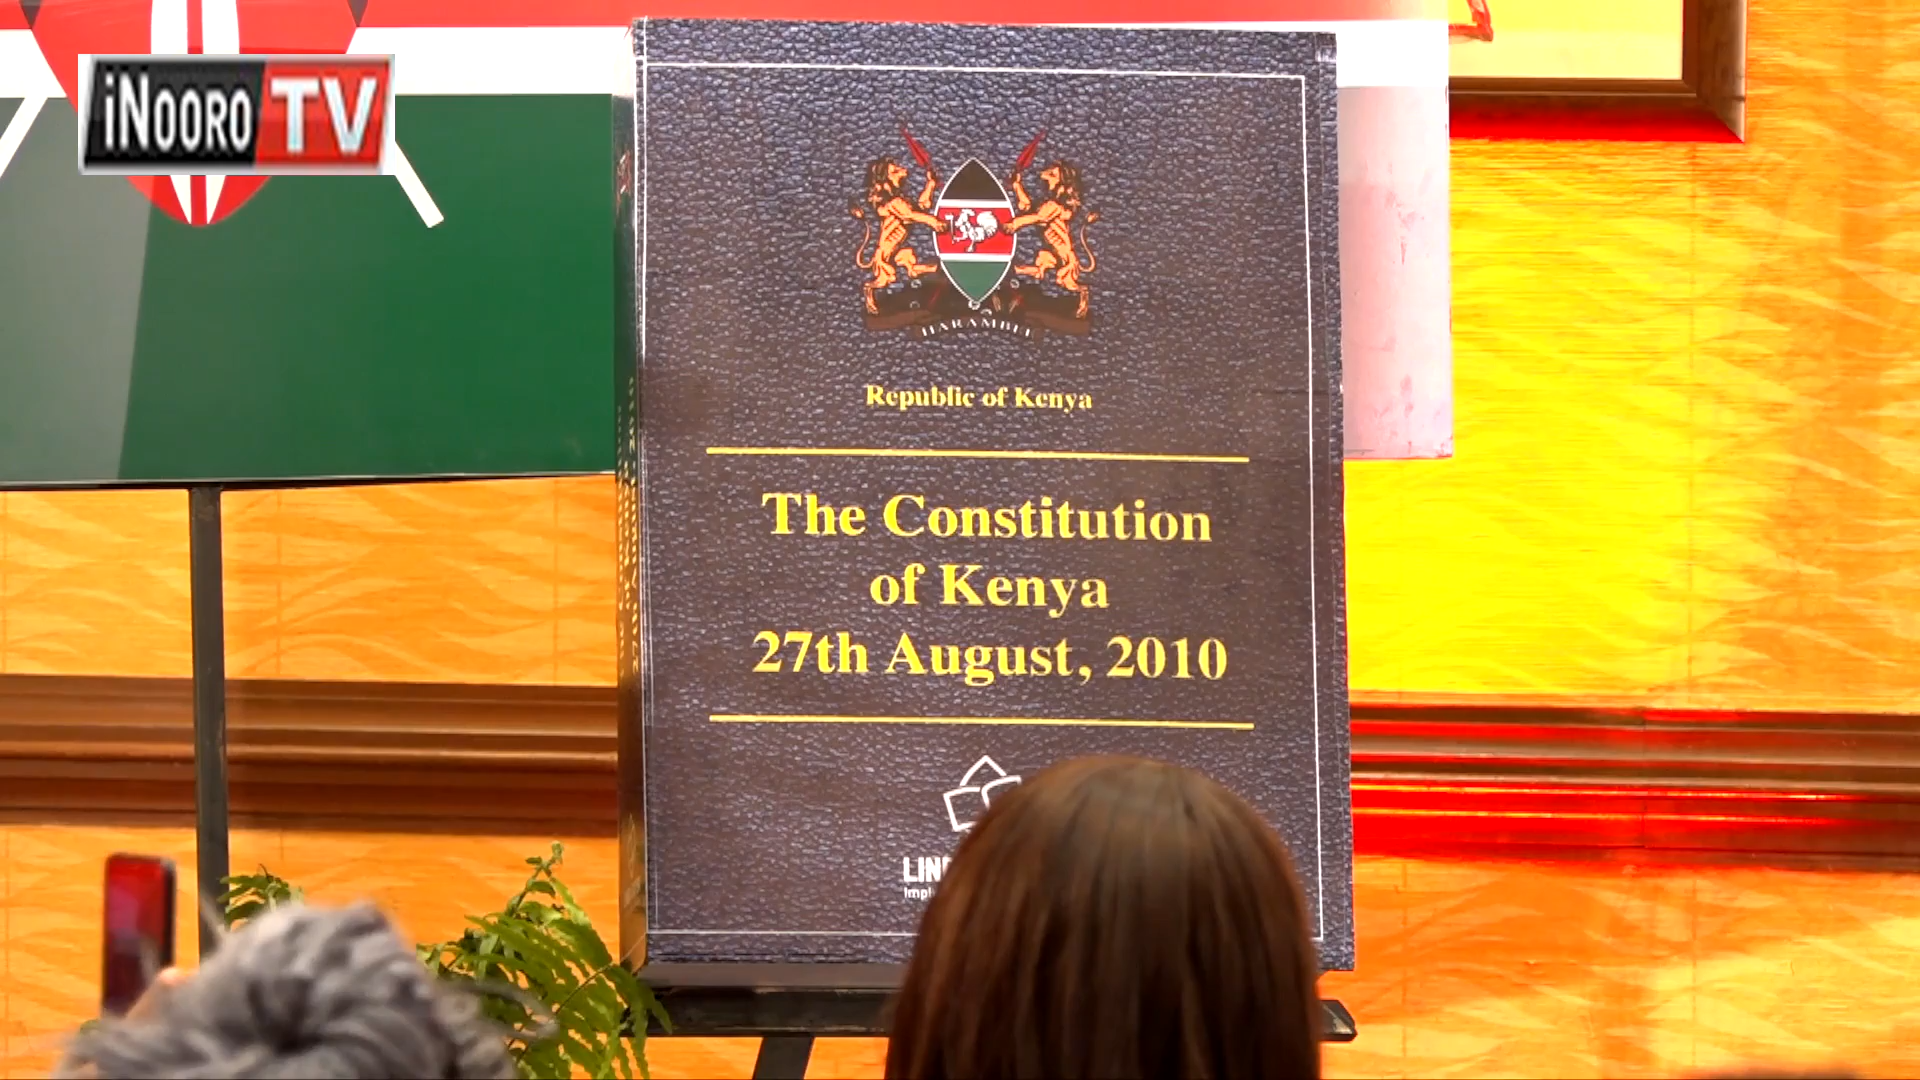 iNOORO TV
HARAMBEE
Republic of Kenya
The Constitution
of Kenya
27th August, 2010